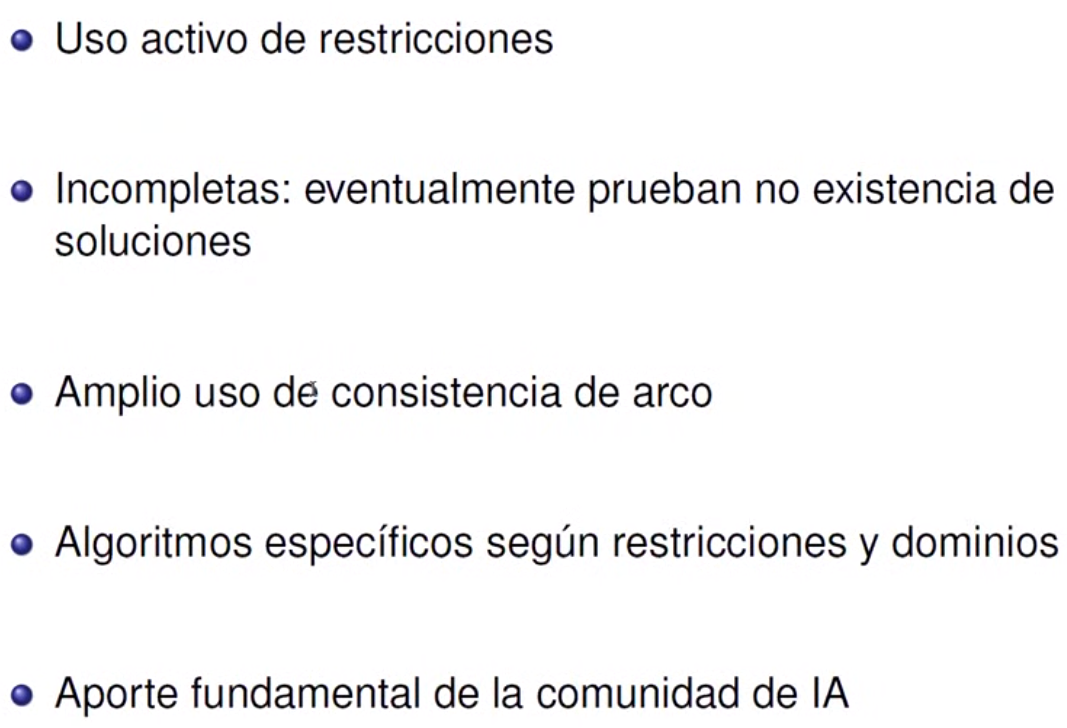 Uso activo de restricciones
Incompletas: eventualmente prueban no existencia de
soluciones
Amplio uso de consistencia de arco
Algoritmos específicos según restricciones y dominios
Aporte fundamental de la comunidad de IA